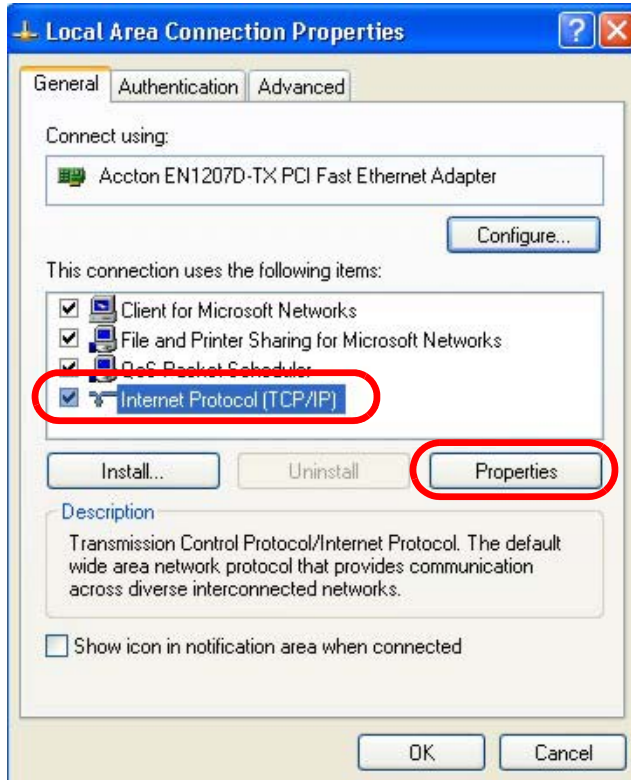 Local Area Connection Properties
General Authentication Advanced
Connect using:
Accton EN1207D-TX PCI Fast Ethernet Adapter
Configure...
This connection uses the following items:
Client for Microsoft Networks
File and Printer Sharing for Microsoft Networks
QoS Packet Scheduler
Internet Protocol (TCP/IP)
Install... Uninstall Properties
Description
Transmission Control Protocol/Internet Protocol. The default
wide area network protocol that provides communication
across diverse interconnected networks.
Show icon in notification area when connected
OK Cancel